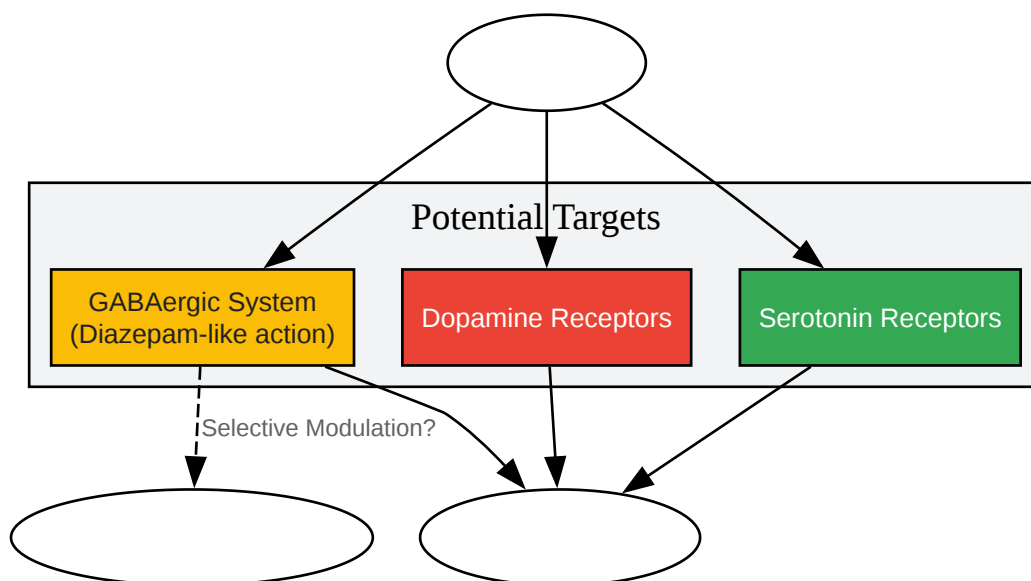 Potential Targets
GABAergic System
(Diazepam-like action)
Dopamine Receptors
Serotonin Receptors
Selective Modulation?